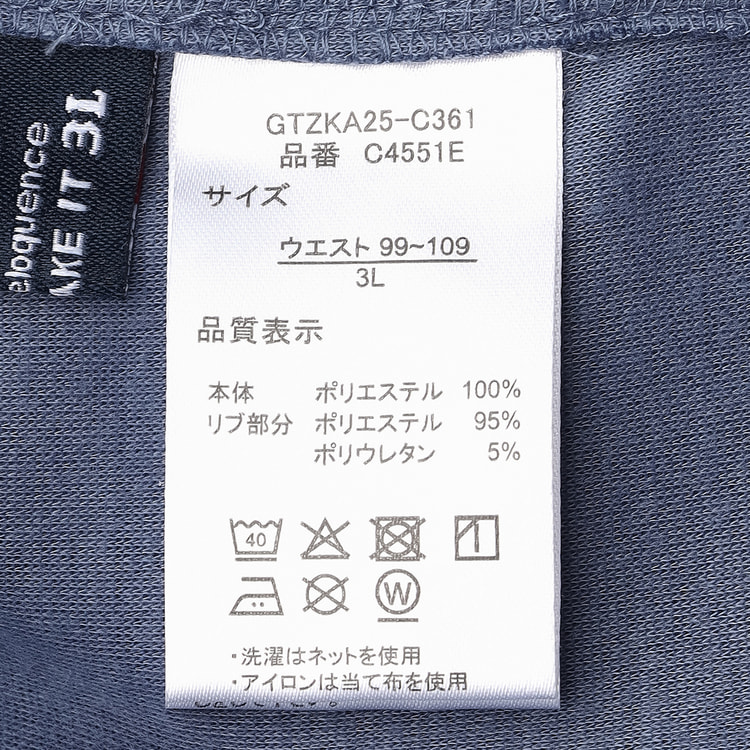 GTZKA25-C361
品番 C4551E
サイズ
ウエスト 99~109
3L
品質表示
本体 ポリエステル 100%
リブ部分 ポリエステル 95%
ポリウレタン 5%
40
W
・洗濯はネットを使用
・アイロンは当て布を使用
eloquence
AKE IT 3L